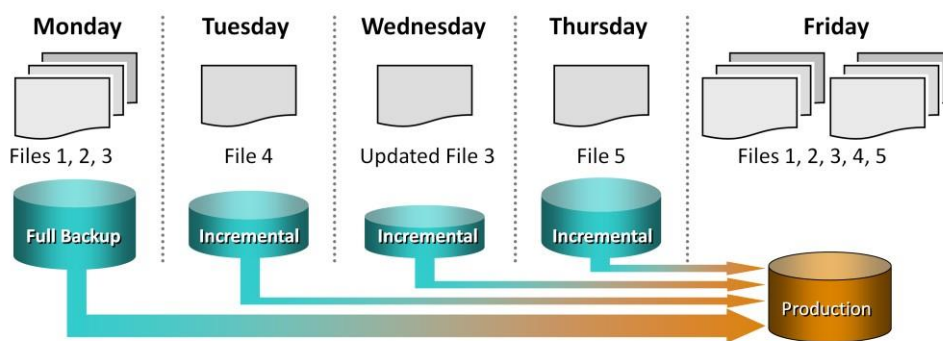 Monday
Tuesday
Wednesday
Thursday
Friday
Files 1, 2, 3
File 4
Updated File 3
File 5
Files 1, 2, 3, 4, 5
Full Backup
Incremental
Incremental
Incremental
Production